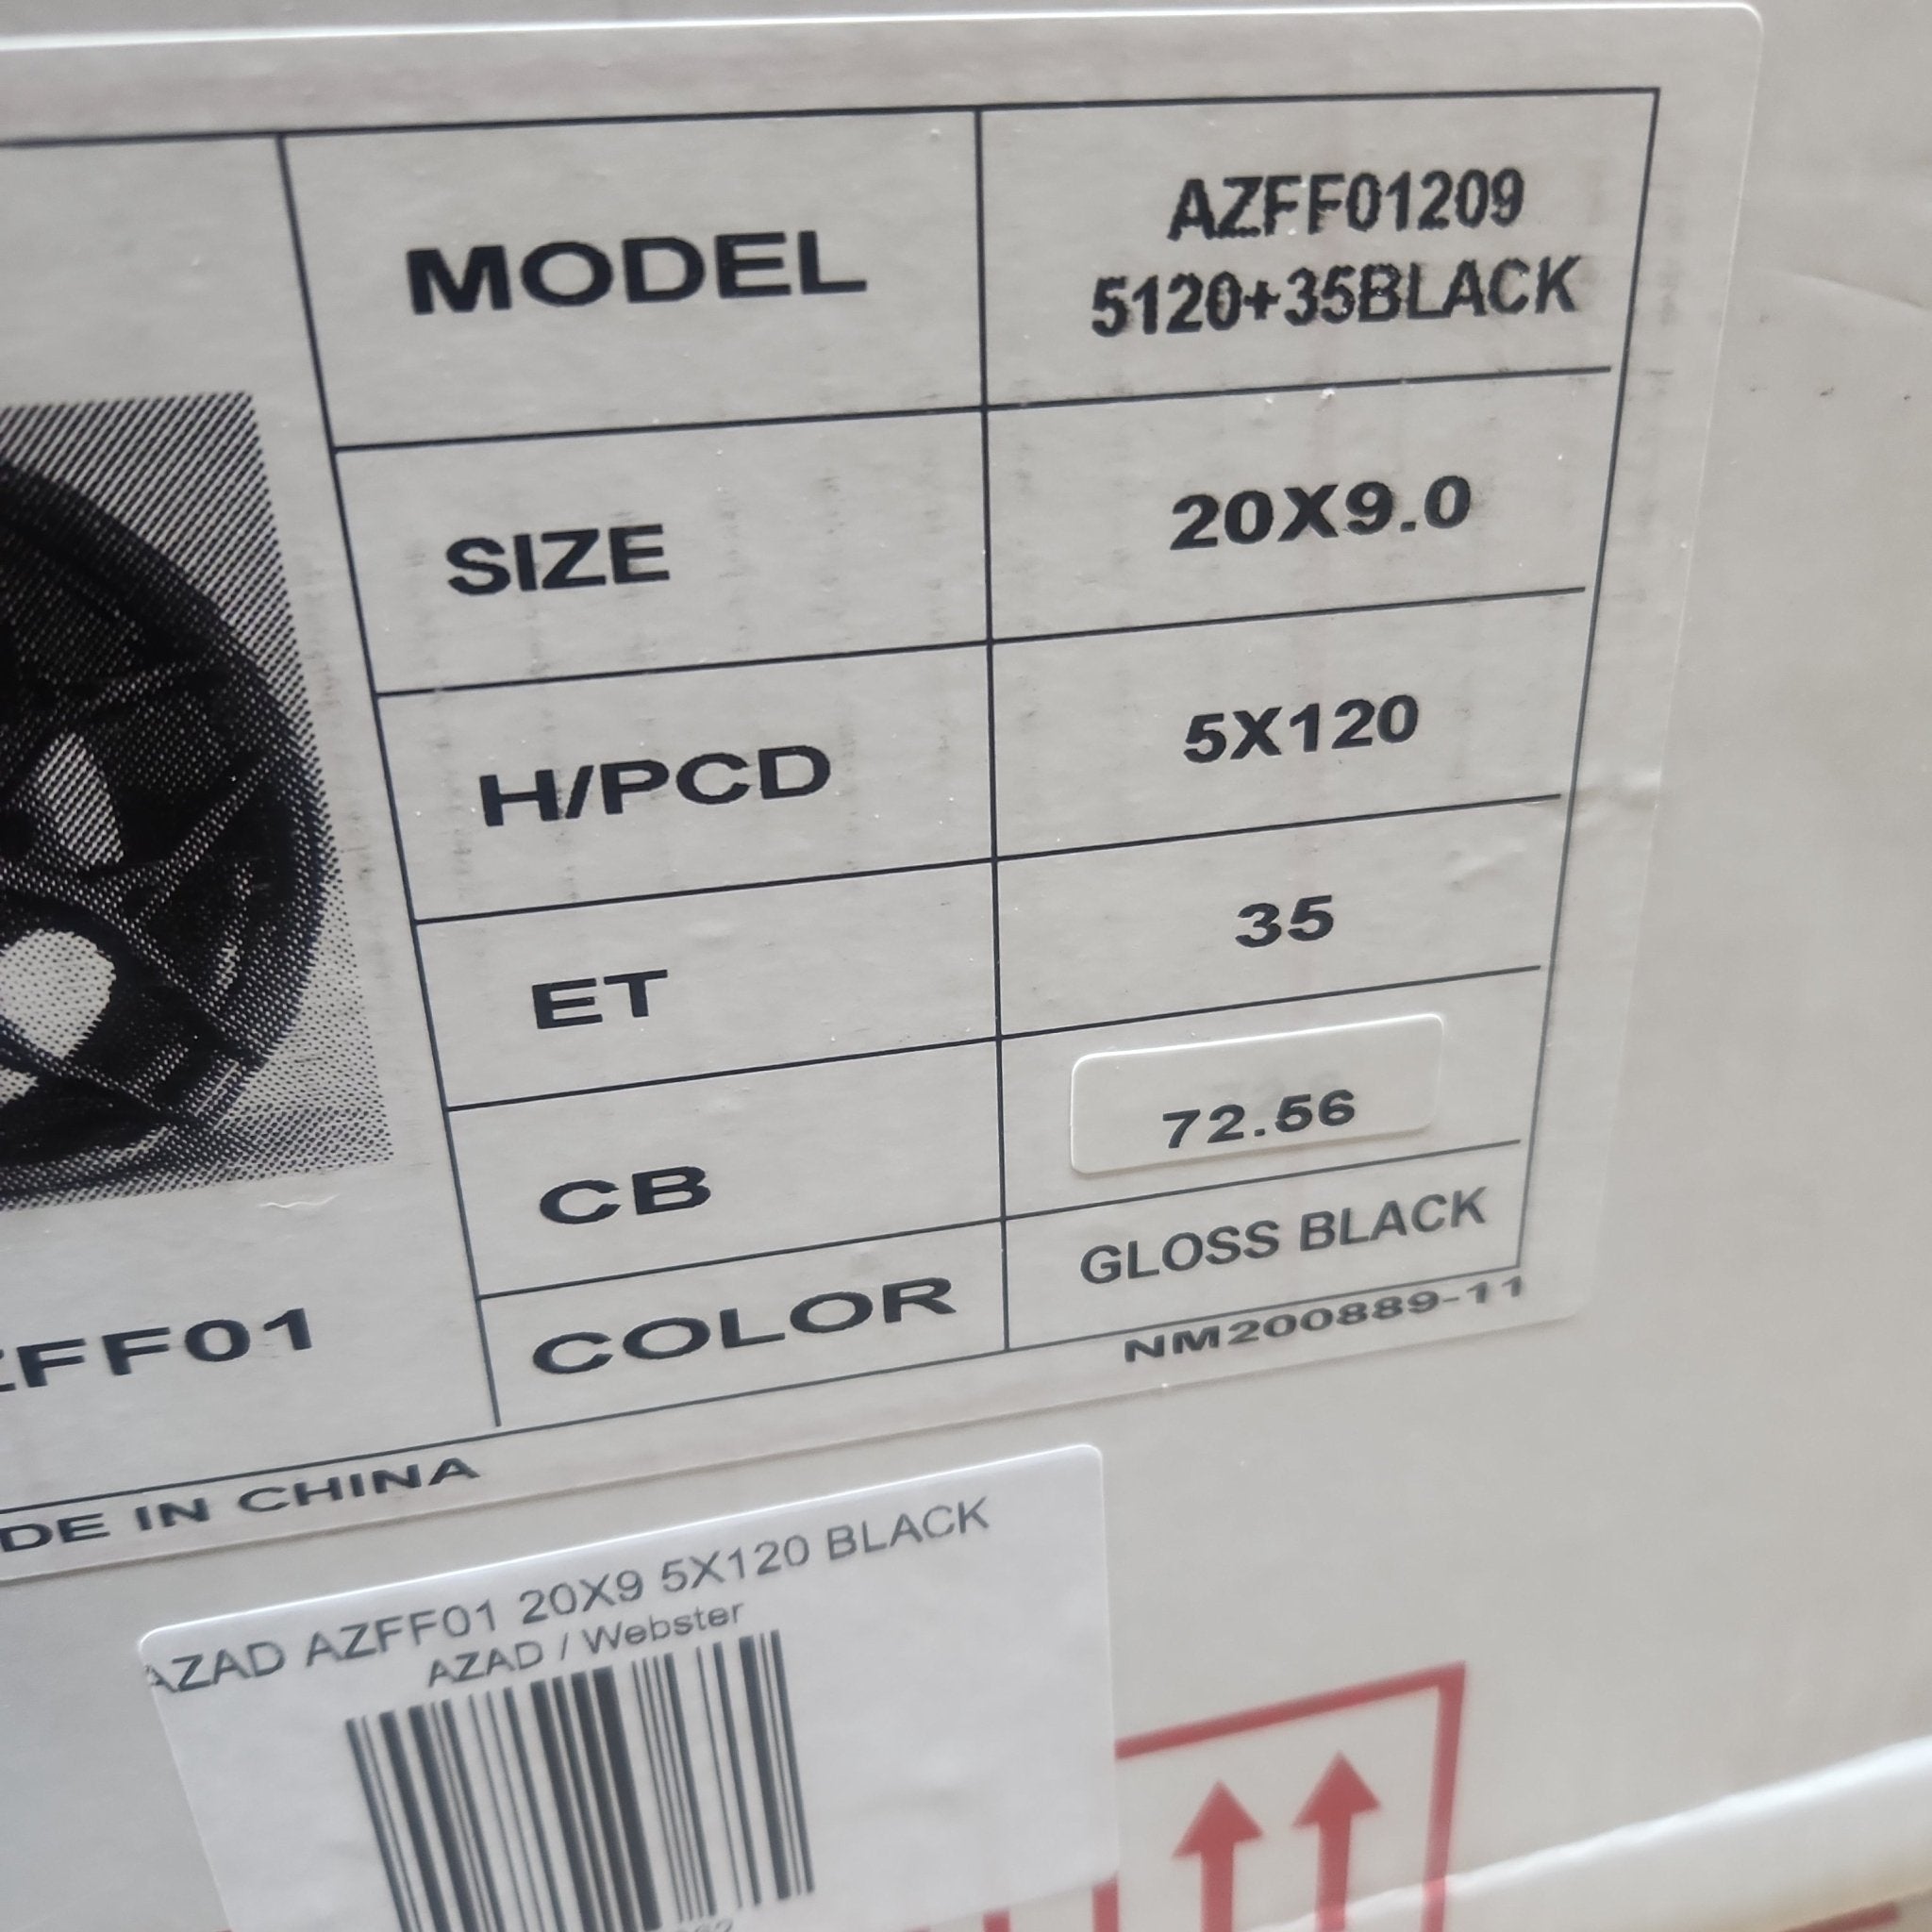 MODEL
AZFF01209
5120+35BLACK
SIZE
20X9.0
H/PCD
5X120
ET
35
CB
72.56
COLOR
GLOSS BLACK
NM200889-11
ZFF01
DE IN CHINA
AZAD AZFF01 20X9 5X120 BLACK
AZAD / Webster